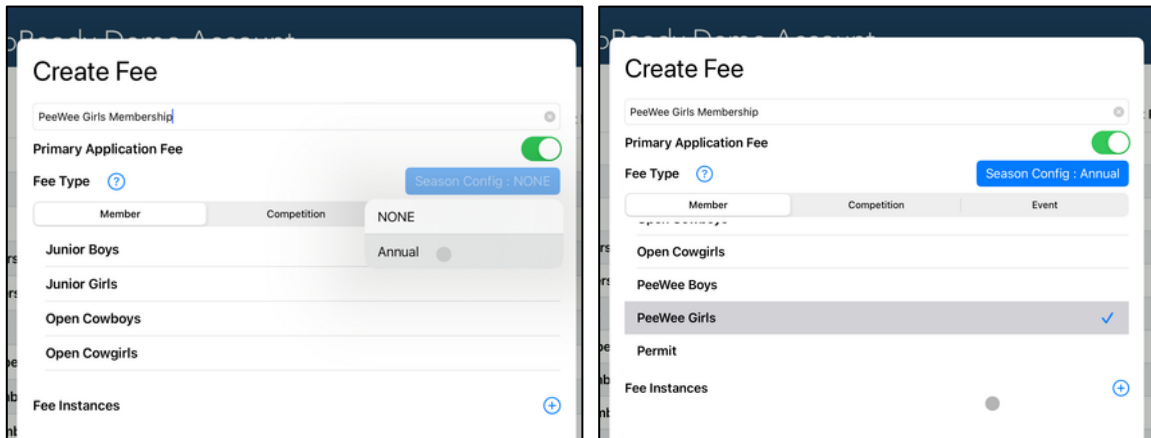 Create Fee
PeeWee Girls Membership
Primary Application Fee
Fee Type ?
Season Config : NONE
Member Competition
NONE
Annual
Junior Boys
Junior Girls
Open Cowboys
Open Cowgirls
Fee Instances
Create Fee
PeeWee Girls Membership
Primary Application Fee
Fee Type ?
Season Config : Annual
Member Competition Event
Open Cowboys
Open Cowgirls
PeeWee Boys
PeeWee Girls
Permit
Fee Instances